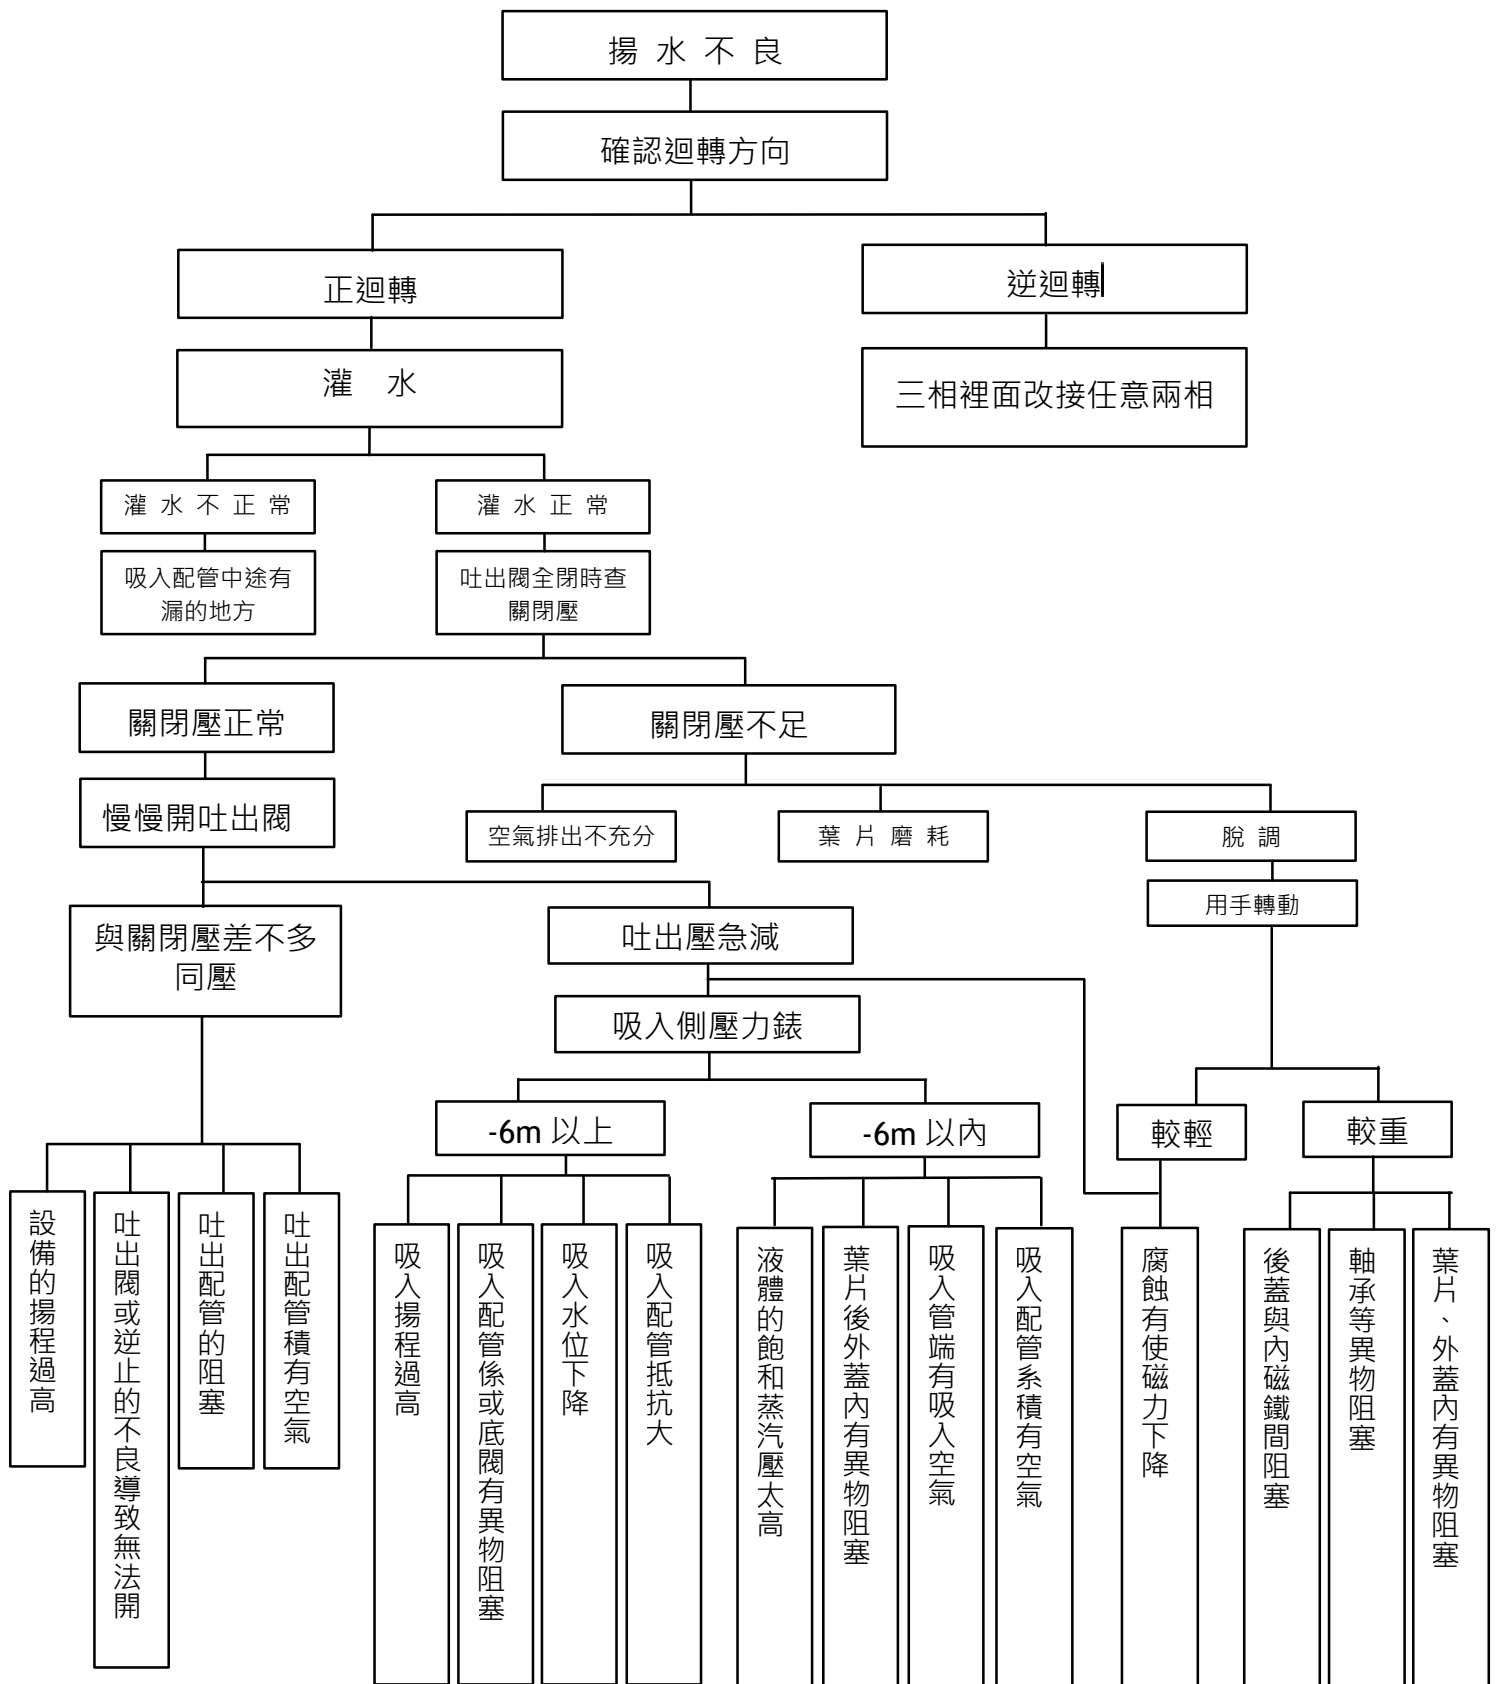 揚水不良
確認迴轉方向
正迴轉
逆迴轉
灌 水
三相裡面改接任意兩相
灌水不正常
灌水正常
吸入配管中途有
漏的地方
吐出閥全閉時查
關閉壓
關閉壓正常
關閉壓不足
慢慢開吐出閥
空氣排出不充分
葉片磨耗
脫調
用手轉動
與關閉壓差不多
同壓
吐出壓急減
吸入側壓力錶
-6m 以上
-6m 以內
較輕
較重
設備的揚程過高
吐出閥或逆止的不良導致無法開
吐出配管的阻塞
吐出配管積有空氣
吸入揚程過高
吸入配管係或底閥有異物阻塞
吸入水位下降
吸入配管抵抗大
液體的飽和蒸汽壓太高
葉片後外蓋內有異物阻塞
吸入管端有吸入空氣
吸入配管系積有空氣
腐蝕有使磁力下降
後蓋與內磁鐵間阻塞
軸承等異物阻塞
葉片、外蓋內有異物阻塞